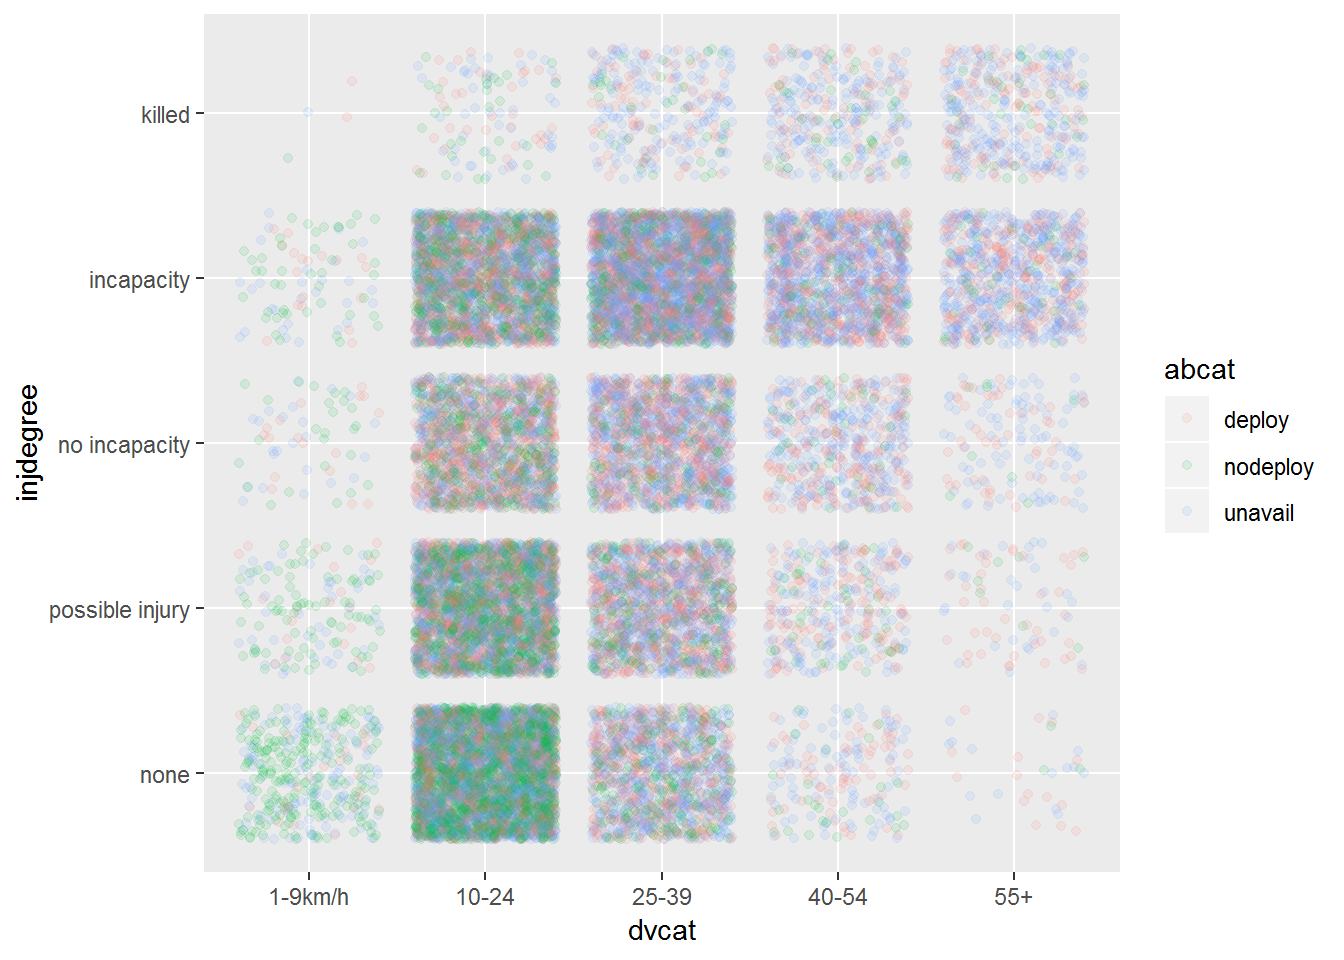 killed
incapacity
no incapacity
possible injury
none
injdegree
1-9km/h
10-24
25-39
40-54
55+
dvcat
abcat
deploy
nodeploy
unavail